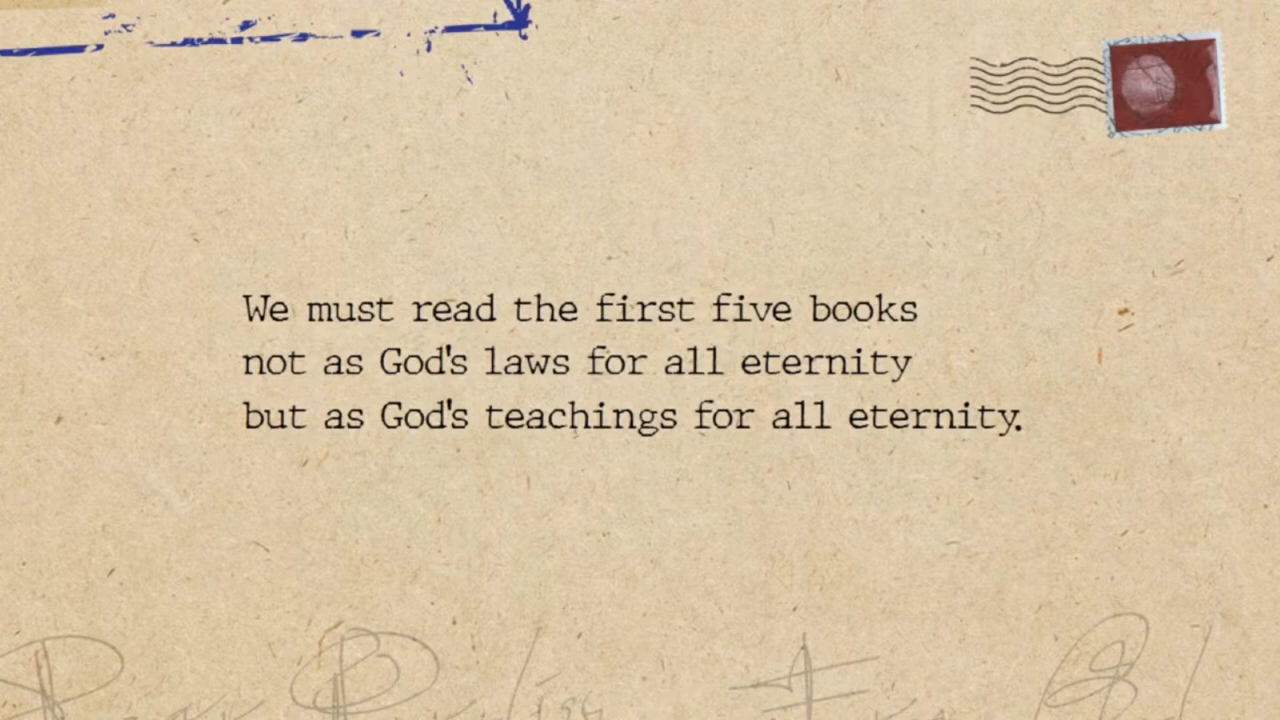 We must read the first five books
not as God's laws for all eternity
but as God's teachings for all eternity.